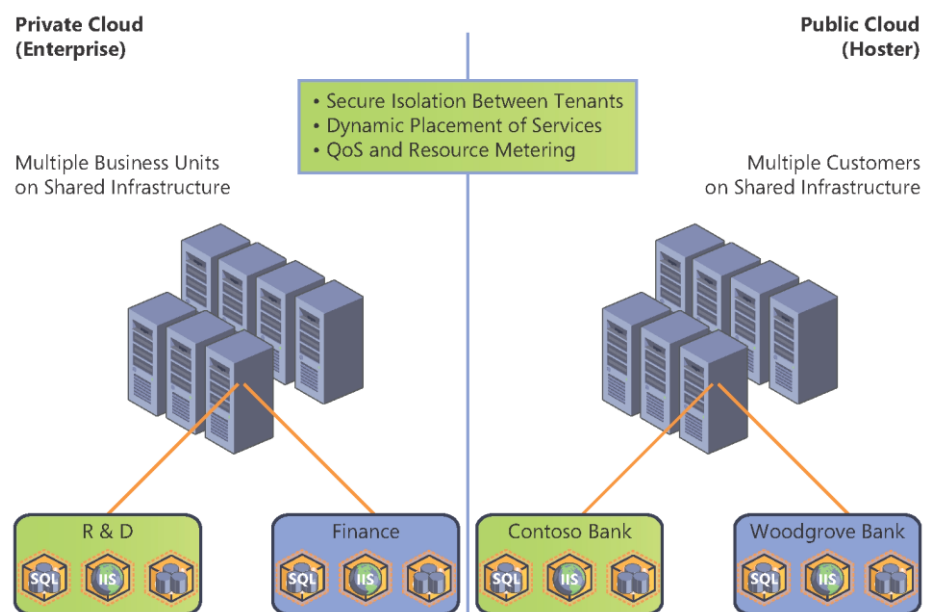 Private Cloud
(Enterprise)
Public Cloud
(Hoster)
• Secure Isolation Between Tenants
• Dynamic Placement of Services
• QoS and Resource Metering
Multiple Business Units
on Shared Infrastructure
Multiple Customers
on Shared Infrastructure
R & D
SQL
IIS
Finance
SQL
IIS
Contoso Bank
SQL
IIS
Woodgrove Bank
SQL
IIS